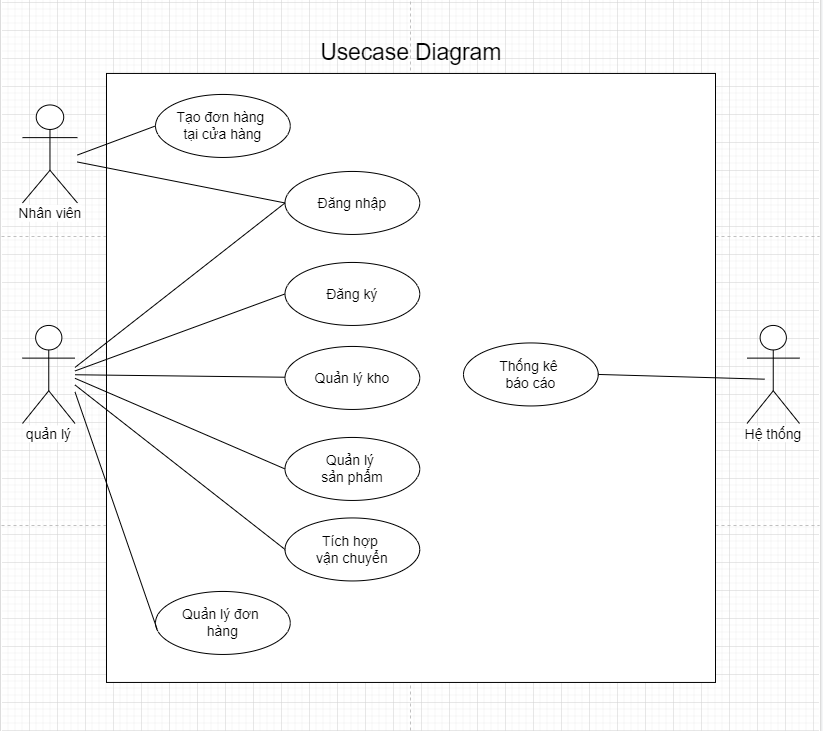 Usecase Diagram
Tạo đơn hàng
tại cửa hàng
Nhân viên
Đăng nhập
Đăng ký
Quản lý kho
Thống kê
báo cáo
quản lý
Hệ thống
Quản lý
sản phẩm
Tích hợp
vận chuyển
Quản lý đơn
hàng